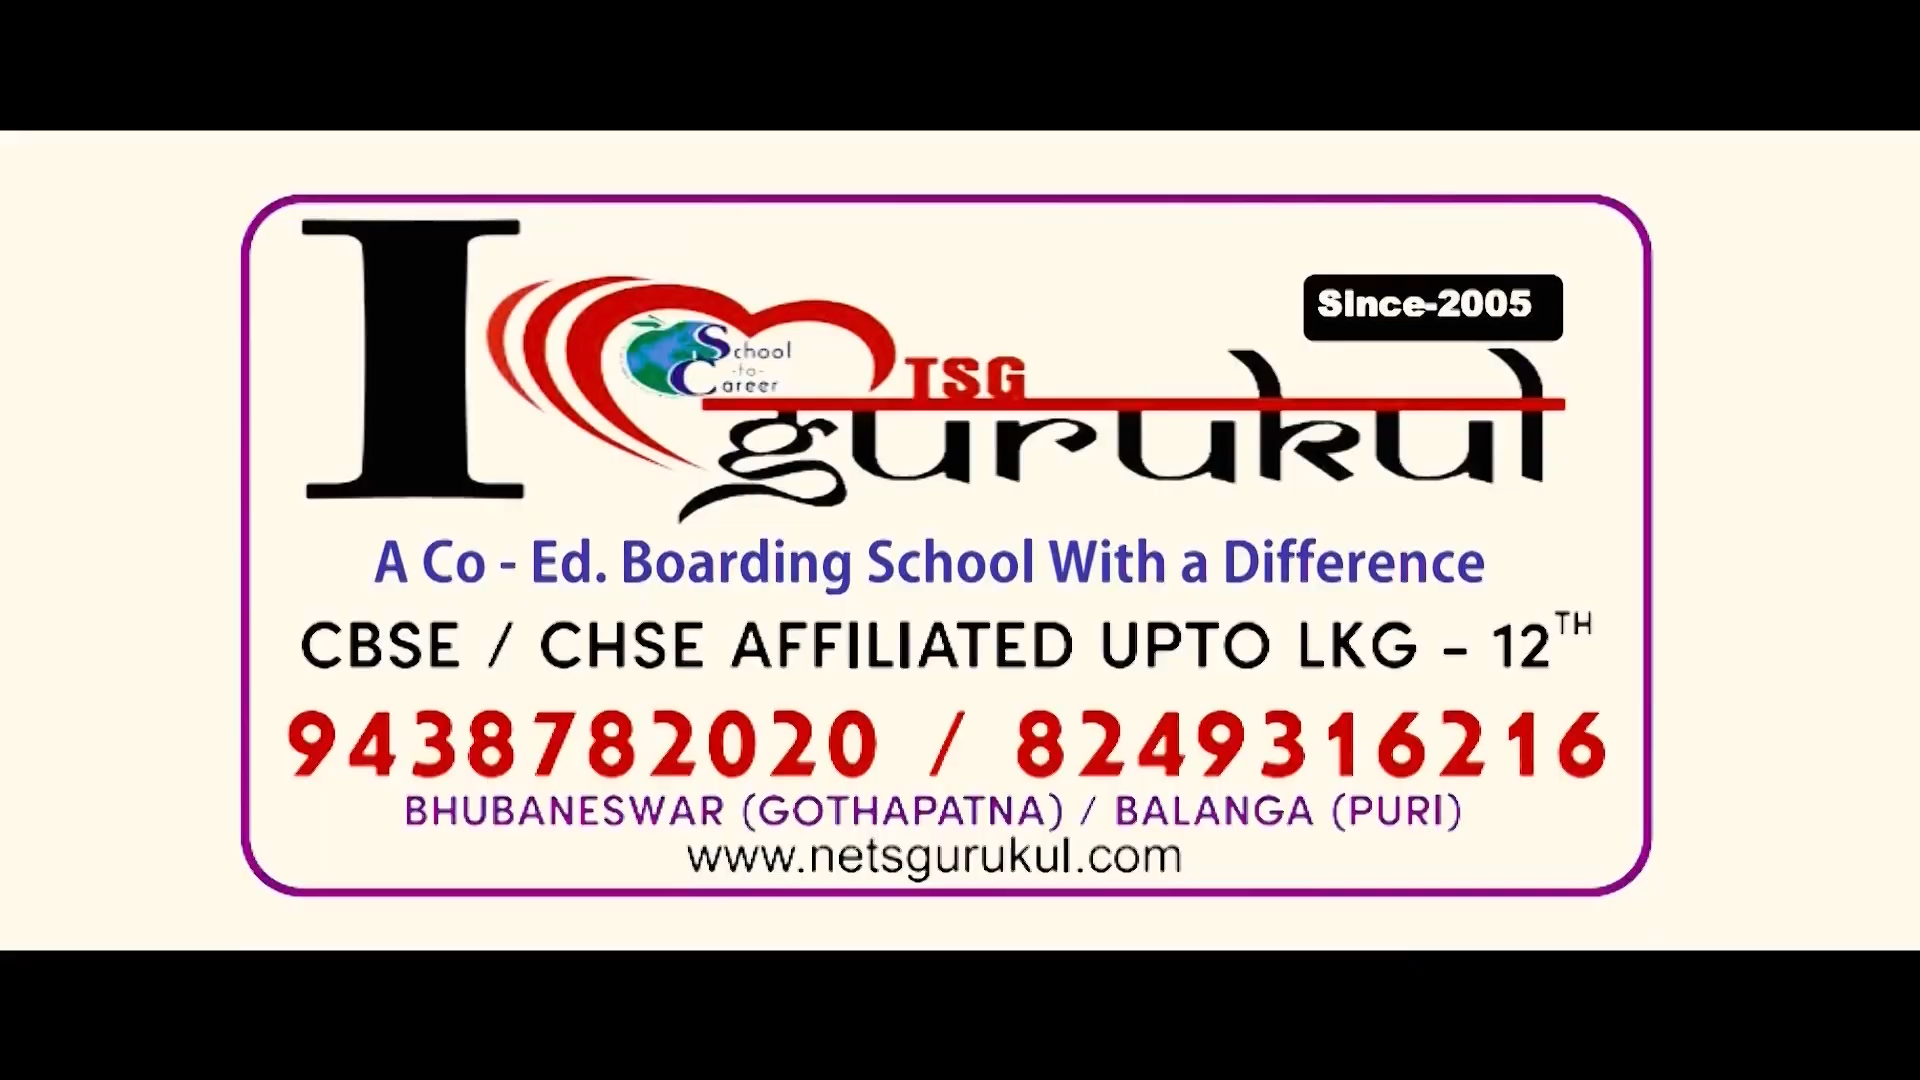 I
Since-2005
School
-to-
Career
TSG
gurukul
A Co - Ed. Boarding School With a Difference
CBSE / CHSE AFFILIATED UPTO LKG - 12TH
9438782020 / 8249316216
BHUBANESWAR (GOTHAPATNA) / BALANGA (PURI)
www.netsgurukul.com